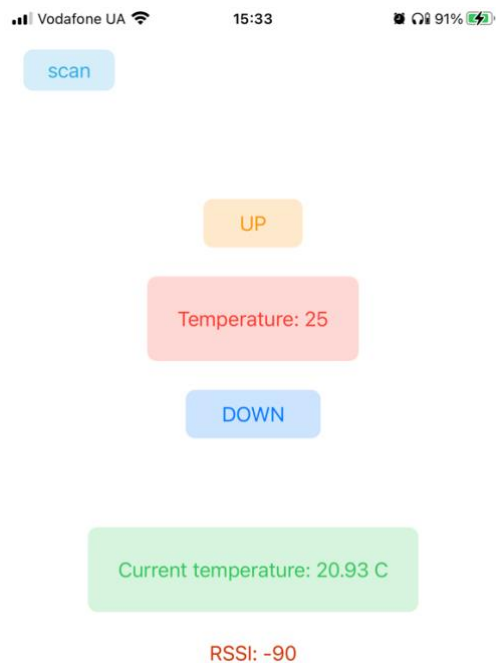 Vodafone UA 15:33 91%
scan
UP
Temperature: 25
DOWN
Current temperature: 20.93 C
RSSI: -90